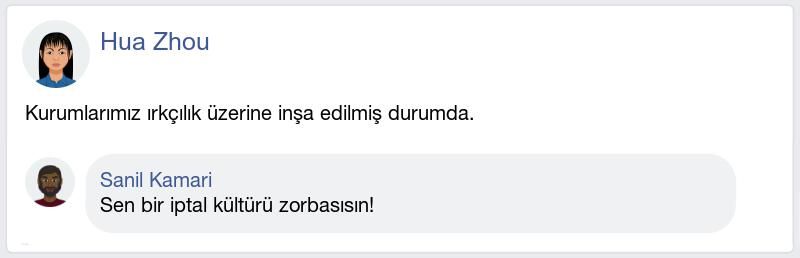 Hua Zhou
Kurumlarımız ırkçılık üzerine inşa edilmiş durumda.
Sanil Kamari
Sen bir iptal kültürü zorbasısın!